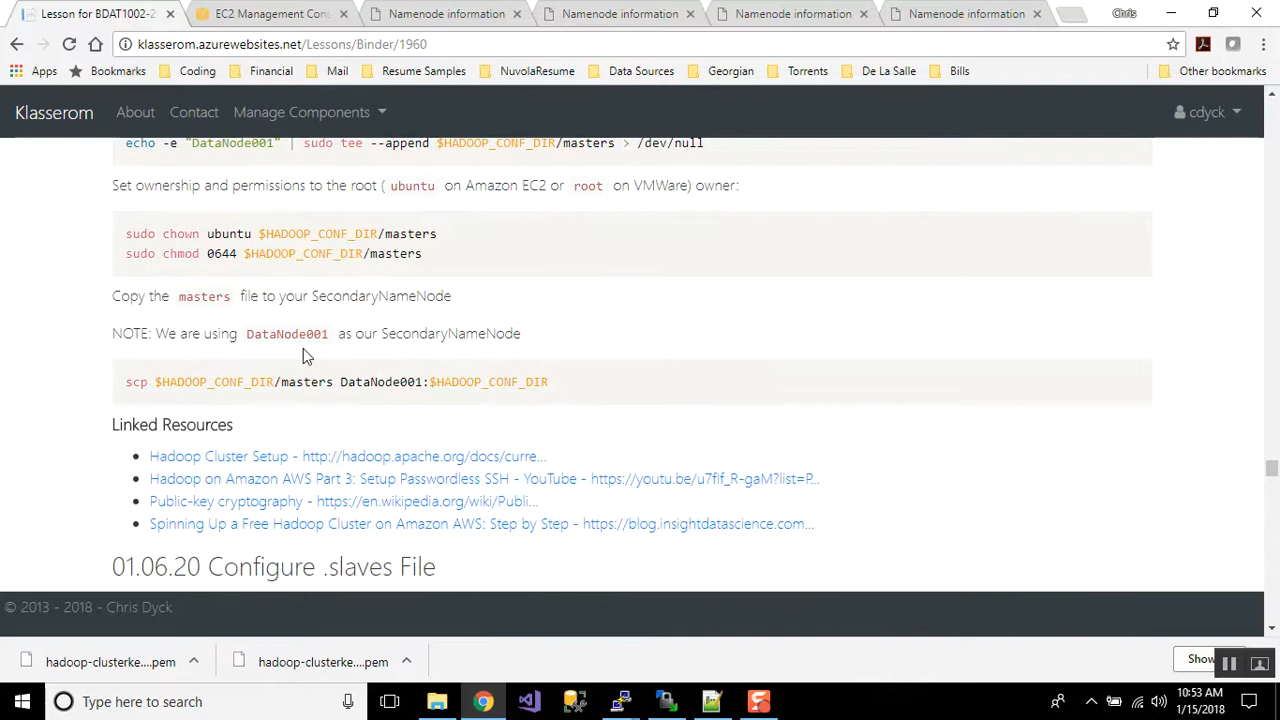 Lesson for BDAT1002-2
EC2 Management Con
Namenode information
Namenode information
Namenode information
Namenode information
Chris
klasserom.azurewebsites.net/Lessons/Binder/1960
Apps
Bookmarks
Coding
Financial
Mail
Resume Samples
NuvolaResume
Data Sources
Georgian
Torrents
De La Salle
Bills
Other bookmarks
Klasserom
About
Contact
Manage Components
cdyck
echo -e "DataNode001" | sudo tee --append $HADOOP_CONF_DIR/masters > /dev/null
Set ownership and permissions to the root ( ubuntu on Amazon EC2 or root on VMWare) owner:
sudo chown ubuntu $HADOOP_CONF_DIR/masters
sudo chmod 0644 $HADOOP_CONF_DIR/masters
Copy the masters file to your SecondaryNameNode
NOTE: We are using DataNode001 as our SecondaryNameNode
scp $HADOOP_CONF_DIR/masters DataNode001:$HADOOP_CONF_DIR
Linked Resources
Hadoop Cluster Setup - http://hadoop.apache.org/docs/curre...
Hadoop on Amazon AWS Part 3: Setup Passwordless SSH - YouTube - https://youtu.be/u7fIf_R-gaM?list=P...
Public-key cryptography - https://en.wikipedia.org/wiki/Publi...
Spinning Up a Free Hadoop Cluster on Amazon AWS: Step by Step - https://blog.insightdatascience.com...
01.06.20 Configure .slaves File
© 2013 - 2018 - Chris Dyck
hadoop-clusterke....pem
hadoop-clusterke....pem
Show
Type here to search
10:53 AM
1/15/2018